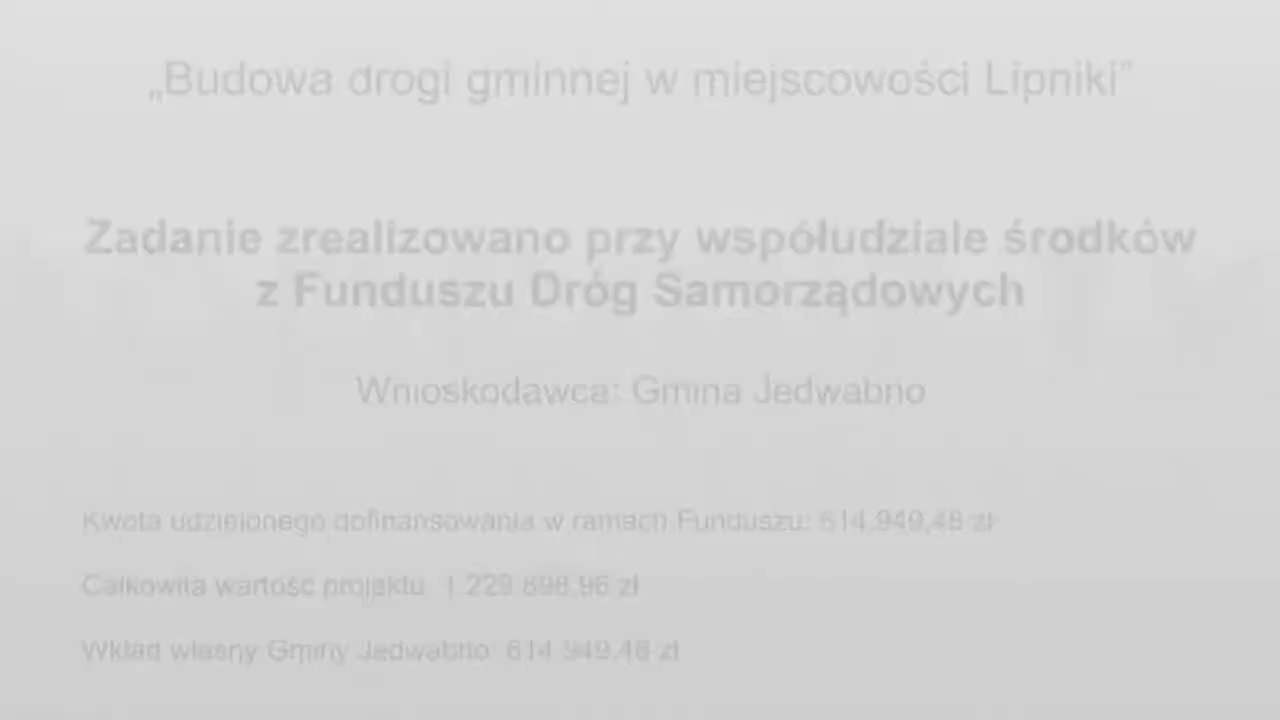 „Budowa drogi gminnej w miejscowości Lipniki”
Zadanie zrealizowano przy współudziale środków
z Funduszu Dróg Samorządowych
Wnioskodawca: Gmina Jedwabno
Kwota udzielonego dofinansowania w ramach Funduszu: 614.949,48 zł
Całkowita wartość projektu: 1 229 898,96 zł
Wkład własny Gminy Jedwabno: 614 949,48 zł